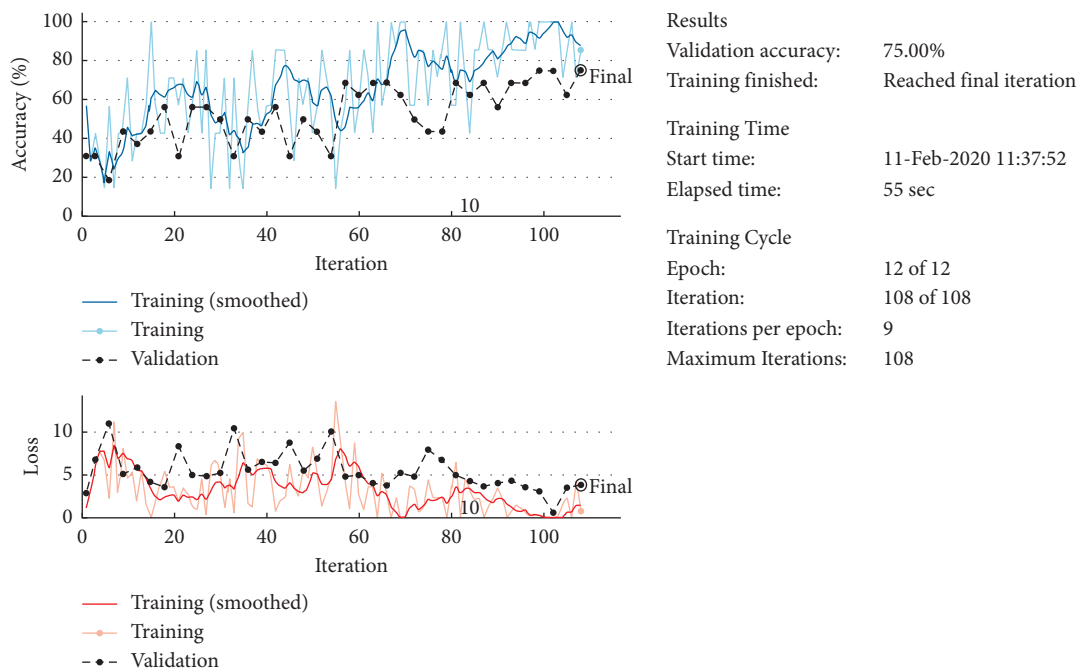 100
80
60
40
20
0
Accuracy (%)
Final
10
0 20 40 60 80 100
Iteration
Training (smoothed)
Training
Validation
10
5
0
Loss
Final
10
0 20 40 60 80 100
Iteration
Training (smoothed)
Training
Validation
Results
Validation accuracy: 75.00%
Training finished: Reached final iteration
Training Time
Start time: 11-Feb-2020 11:37:52
Elapsed time: 55 sec
Training Cycle
Epoch: 12 of 12
Iteration: 108 of 108
Iterations per epoch: 9
Maximum Iterations: 108